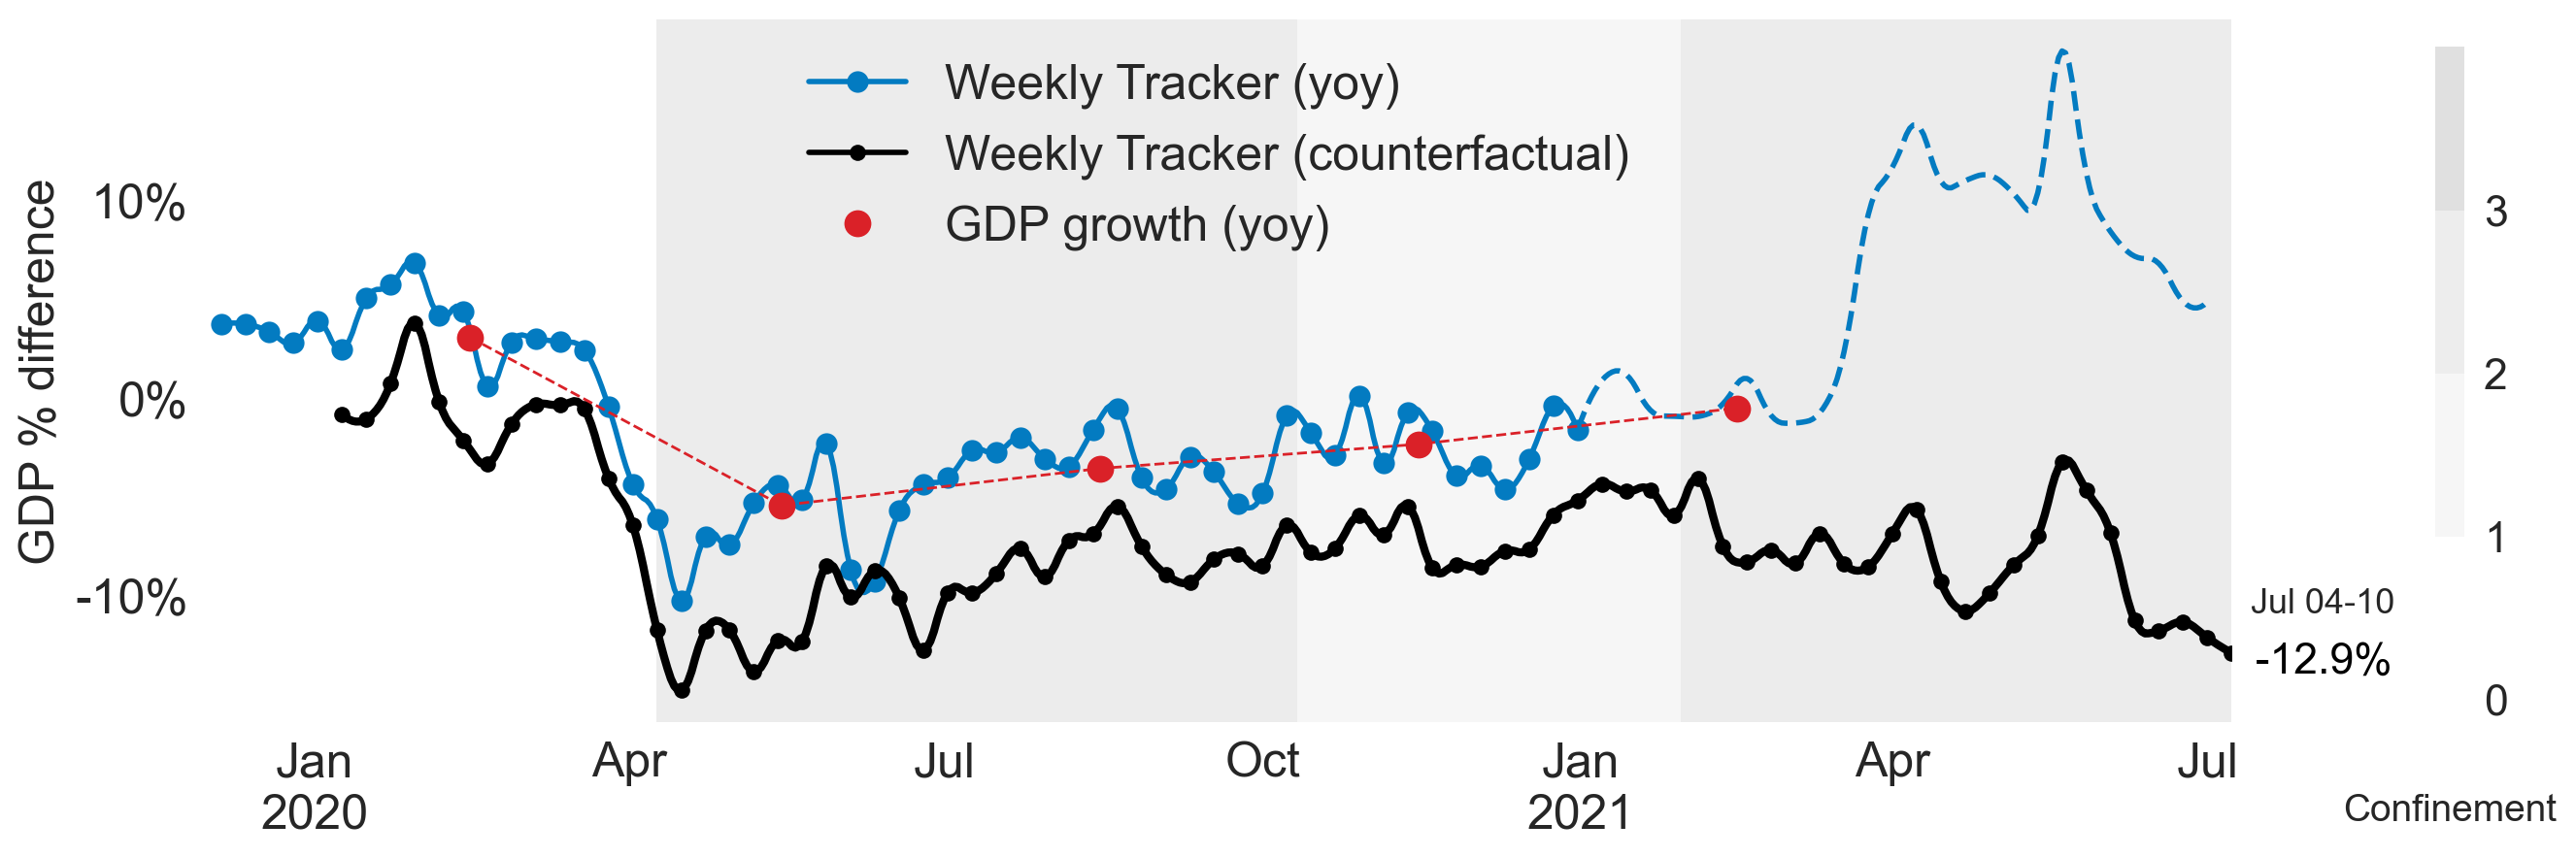 Weekly Tracker (yoy)
Weekly Tracker (counterfactual)
GDP growth (yoy)
GDP % difference
10%
0%
-10%
3
2
1
0
Jul 04-10
-12.9%
Jan Apr Jul Oct Jan Apr Jul
2020 2021
Confinement